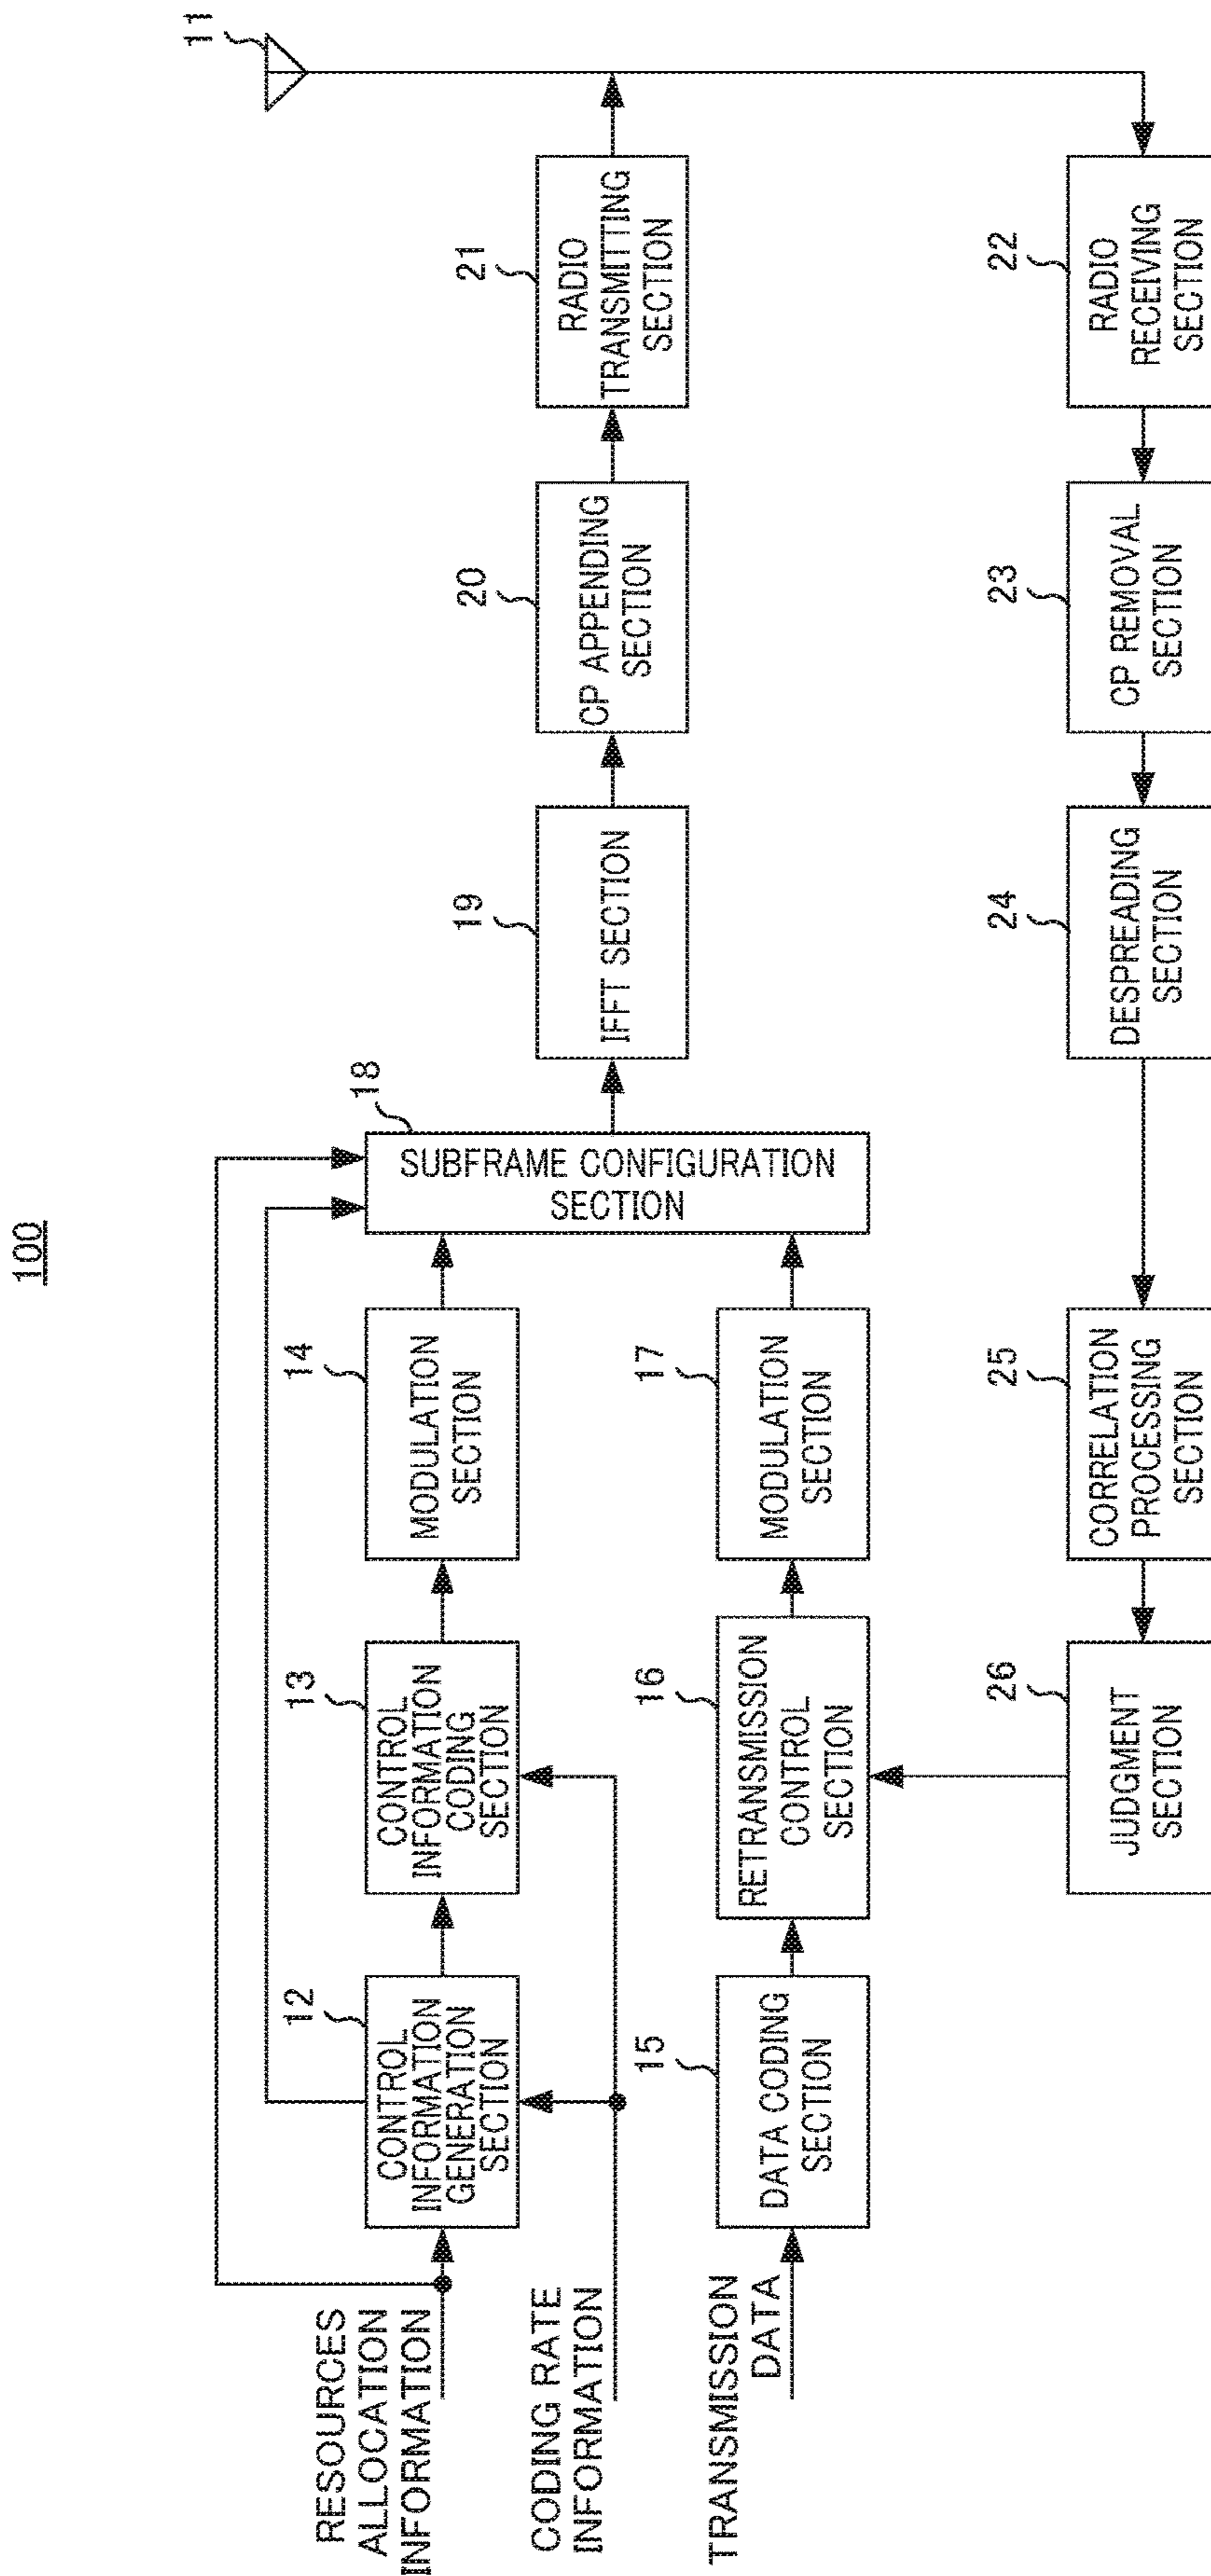 100
11
RESOURCES
ALLOCATION
INFORMATION
12
CONTROL
INFORMATION
GENERATION
SECTION
13
CONTROL
INFORMATION
CODING
SECTION
14
MODULATION
SECTION
18
SUBFRAME CONFIGURATION
SECTION
19
IFFT SECTION
20
CP APPENDING
SECTION
21
RADIO
TRANSMITTING
SECTION
CODING RATE
INFORMATION
TRANSMISSION
DATA
15
DATA CODING
SECTION
16
RETRANSMISSION
CONTROL
SECTION
17
MODULATION
SECTION
26
JUDGMENT
SECTION
25
CORRELATION
PROCESSING
SECTION
24
DESPREADING
SECTION
23
CP REMOVAL
SECTION
22
RADIO
RECEIVING
SECTION